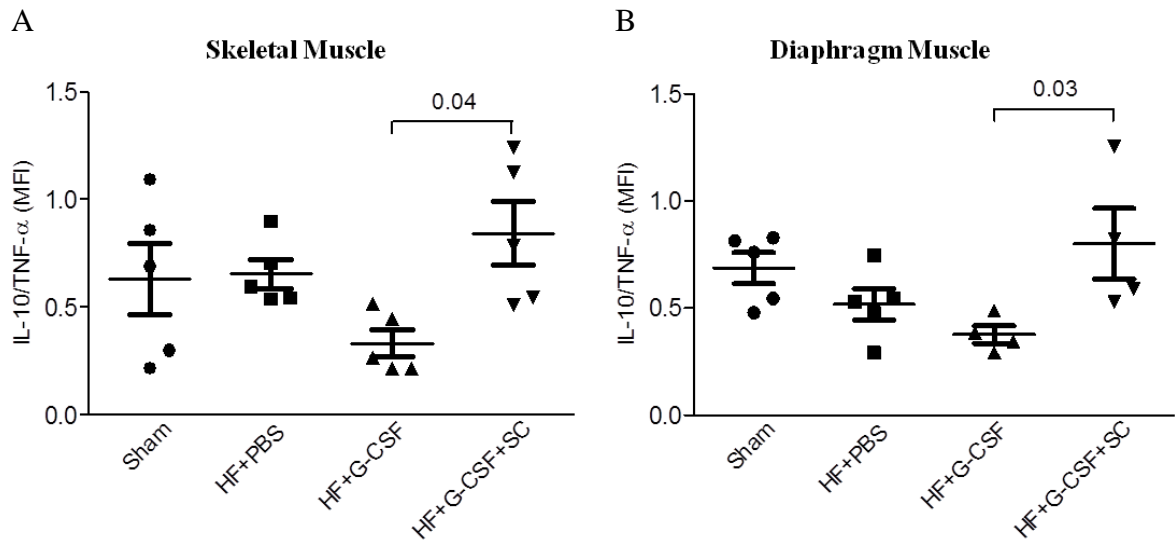 A
Skeletal Muscle
IL-10/TNF-α (MFI)
1.5
1.0
0.5
0.0
0.04
Sham
HF+PBS
HF+G-CSF
HF+G-CSF+SC
B
Diaphragm Muscle
IL-10/TNF-α (MFI)
1.5
1.0
0.5
0.0
0.03
Sham
HF+PBS
HF+G-CSF
HF+G-CSF+SC